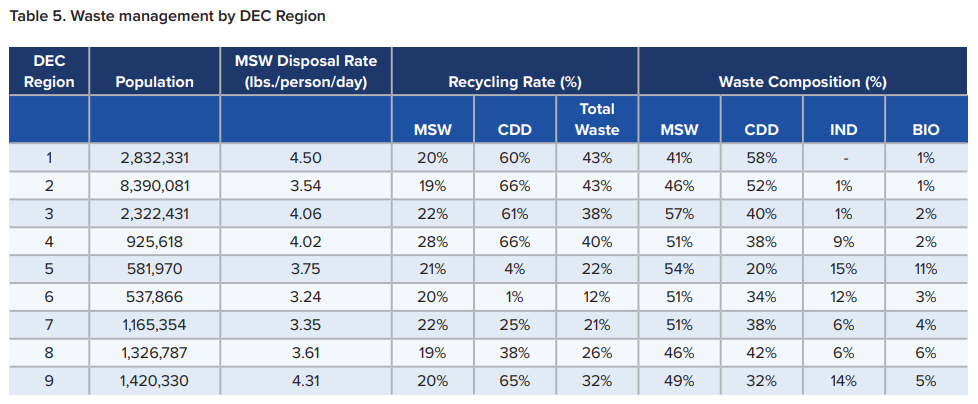 Table 5. Waste management by DEC Region
DEC Region Population MSW Disposal Rate (lbs./person/day) Recycling Rate (%) Waste Composition (%)
MSW CDD Total Waste MSW CDD IND BIO
1 2,832,331 4.50 20% 60% 43% 41% 58% - 1%
2 8,390,081 3.54 19% 66% 43% 46% 52% 1% 1%
3 2,322,431 4.06 22% 61% 38% 57% 40% 1% 2%
4 925,618 4.02 28% 66% 40% 51% 38% 9% 2%
5 581,970 3.75 21% 4% 22% 54% 20% 15% 11%
6 537,866 3.24 20% 1% 12% 51% 34% 12% 3%
7 1,165,354 3.35 22% 25% 21% 51% 38% 6% 4%
8 1,326,787 3.61 19% 38% 26% 46% 42% 6% 6%
9 1,420,330 4.31 20% 65% 32% 49% 32% 14% 5%